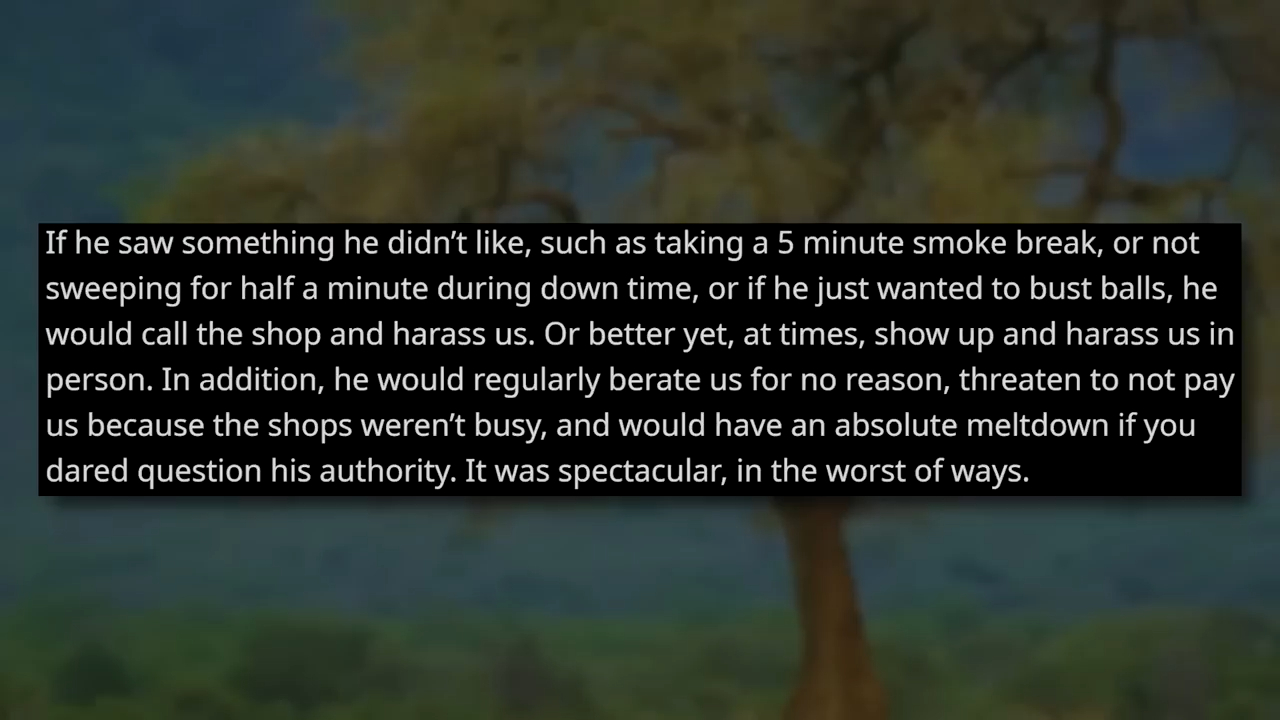 If he saw something he didn’t like, such as taking a 5 minute smoke break, or not
sweeping for half a minute during down time, or if he just wanted to bust balls, he
would call the shop and harass us. Or better yet, at times, show up and harass us in
person. In addition, he would regularly berate us for no reason, threaten to not pay
us because the shops weren’t busy, and would have an absolute meltdown if you
dared question his authority. It was spectacular, in the worst of ways.